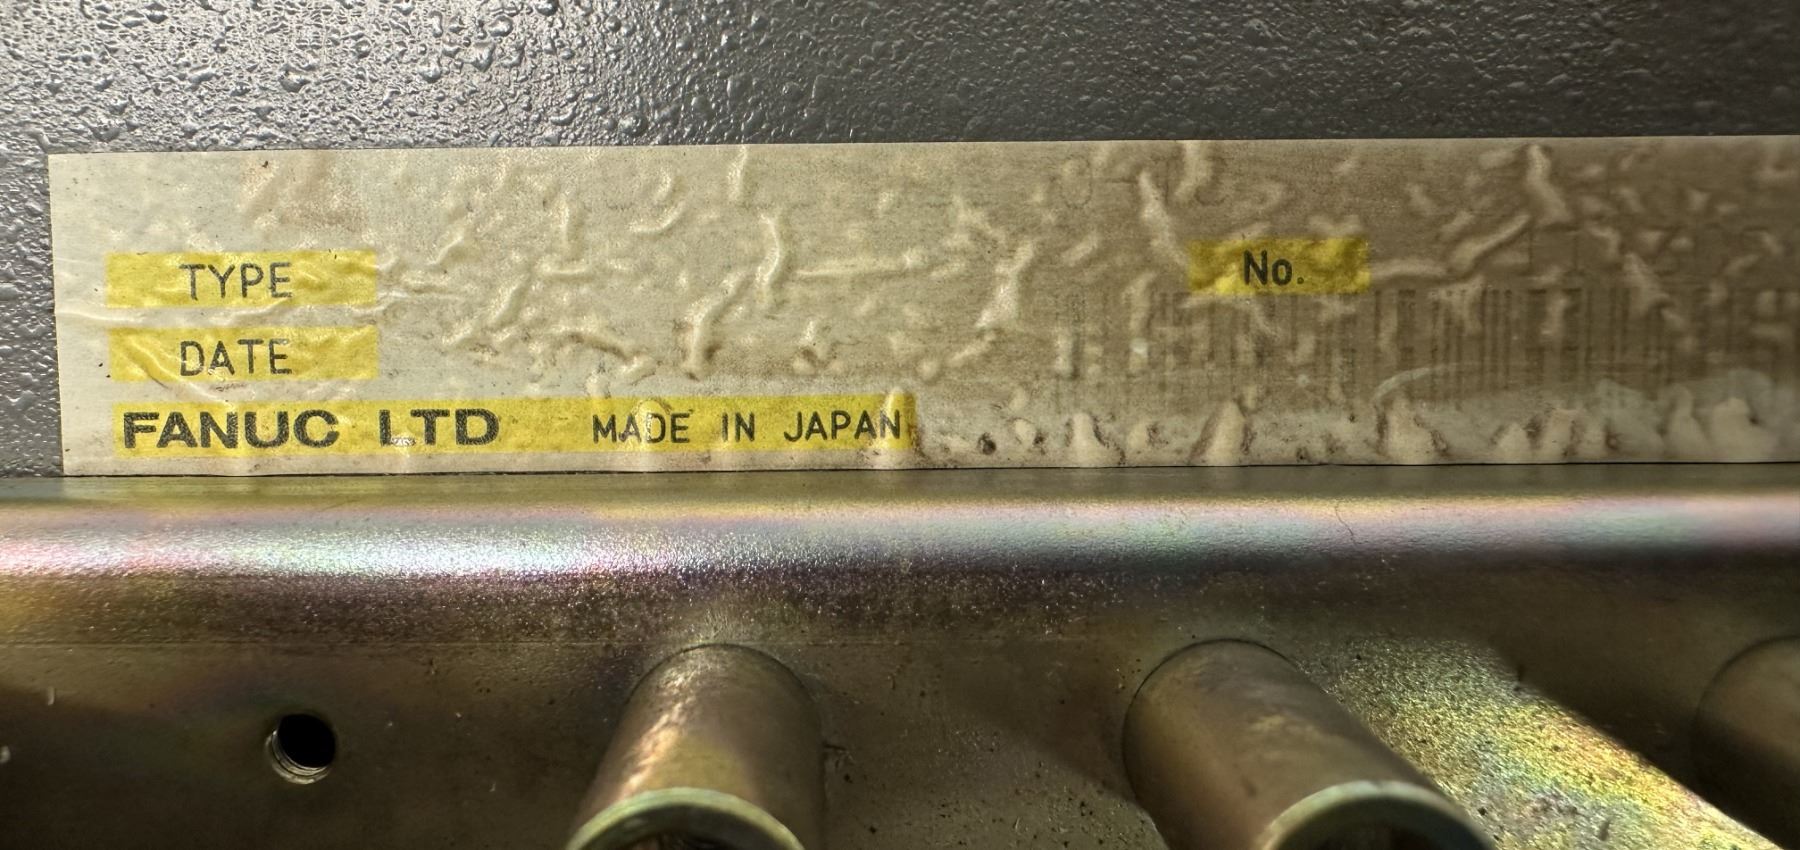 TYPE No.
DATE
FANUC LTD MADE IN JAPAN